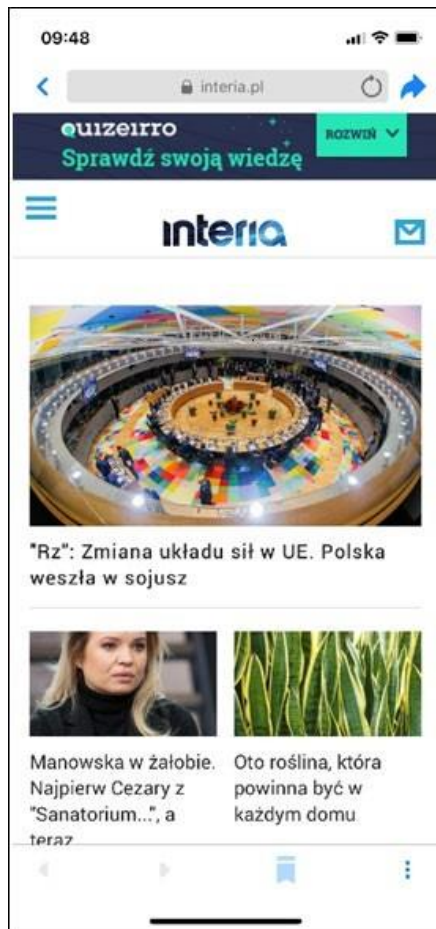 09:48
interia.pl
QUIZEIRRO
Sprawdź swoją wiedzę
ROZWIŃ
interia
"Rz": Zmiana układu sił w UE. Polska
weszła w sojusz
Manowska w żałobie.
Najpierw Cezary z
"Sanatorium...", a
teraz
Oto roślina, która
powinna być w
każdym domu